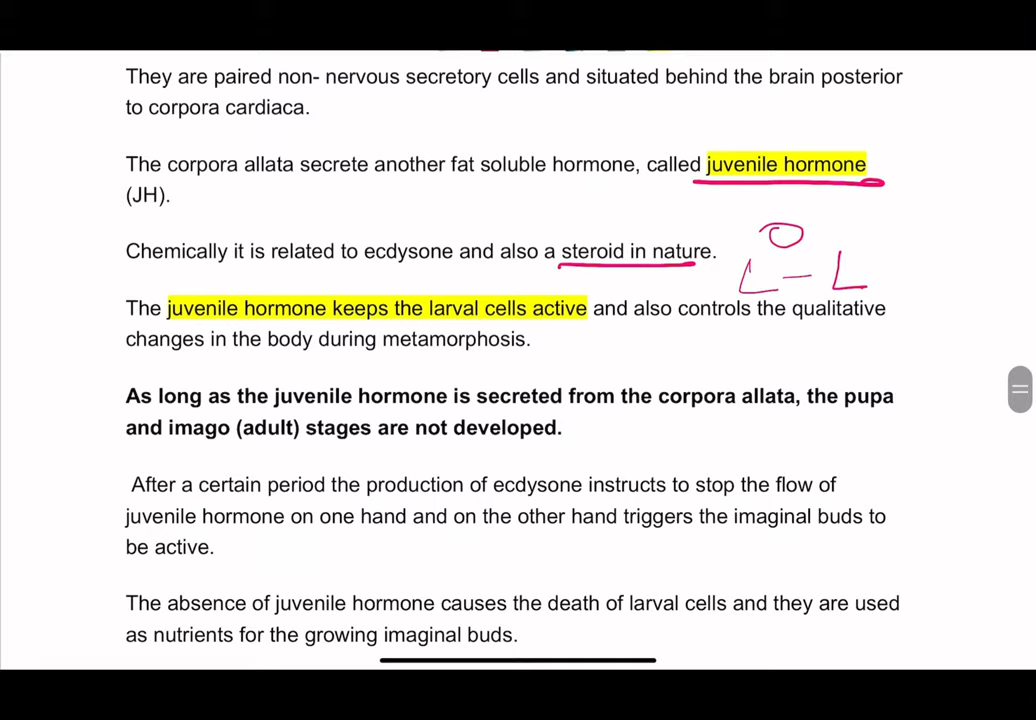 They are paired non- nervous secretory cells and situated behind the brain posterior
to corpora cardiaca.
The corpora allata secrete another fat soluble hormone, called juvenile hormone
(JH).
Chemically it is related to ecdysone and also a steroid in nature.
O
L - L
The juvenile hormone keeps the larval cells active and also controls the qualitative
changes in the body during metamorphosis.
As long as the juvenile hormone is secreted from the corpora allata, the pupa
and imago (adult) stages are not developed.
After a certain period the production of ecdysone instructs to stop the flow of
juvenile hormone on one hand and on the other hand triggers the imaginal buds to
be active.
The absence of juvenile hormone causes the death of larval cells and they are used
as nutrients for the growing imaginal buds.